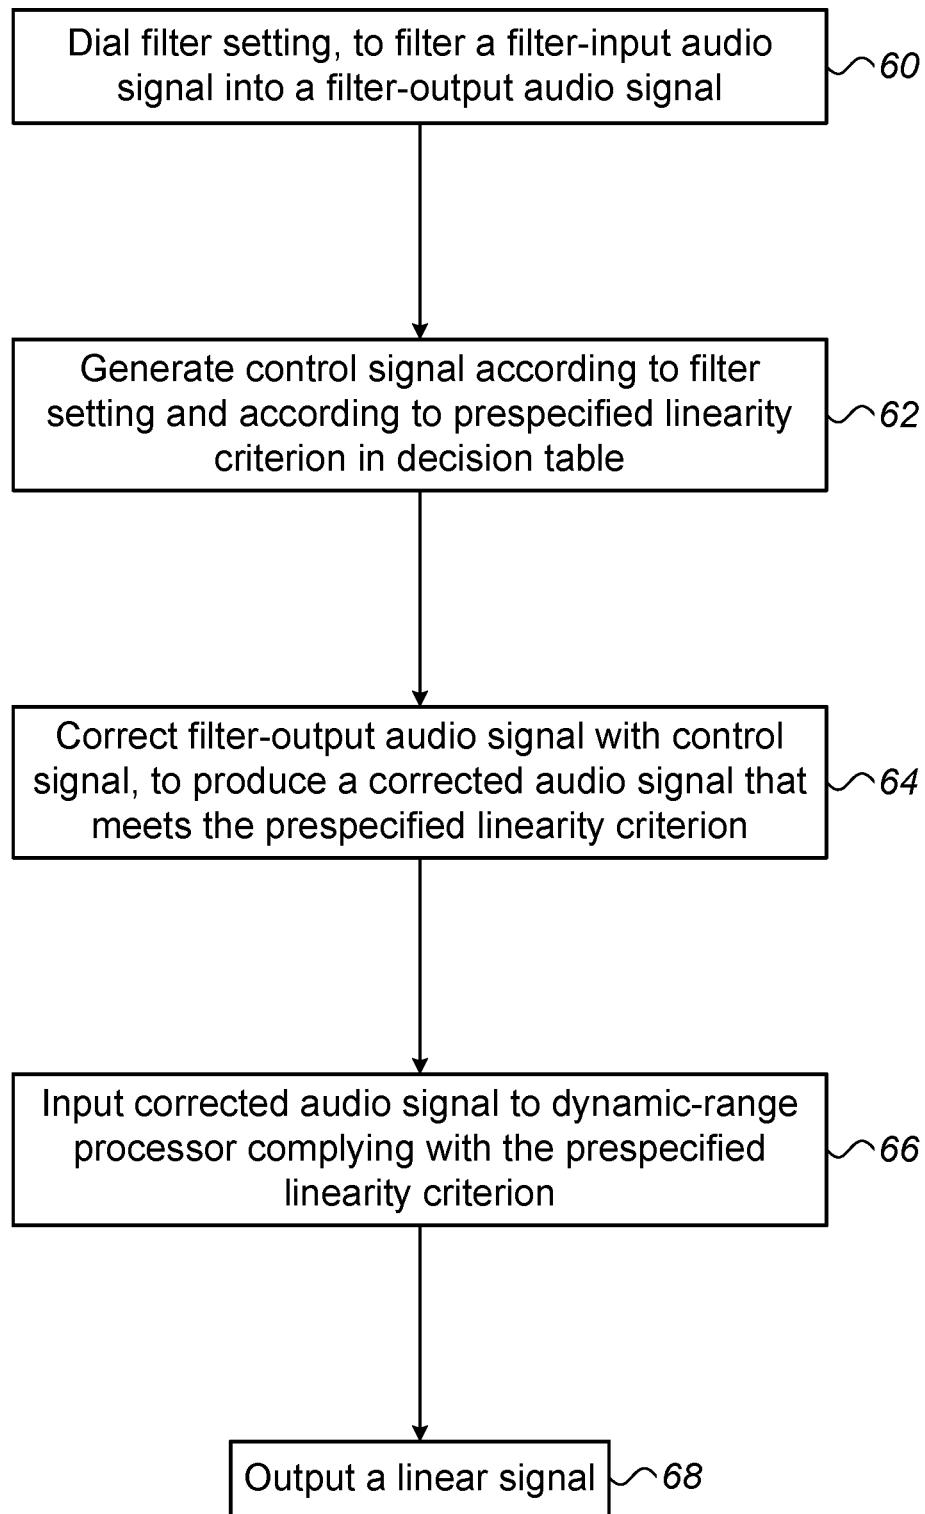 Dial filter setting, to filter a filter-input audio
signal into a filter-output audio signal
60
Generate control signal according to filter
setting and according to prespecified linearity
criterion in decision table
62
Correct filter-output audio signal with control
signal, to produce a corrected audio signal that
meets the prespecified linearity criterion
64
Input corrected audio signal to dynamic-range
processor complying with the prespecified
linearity criterion
66
Output a linear signal
68